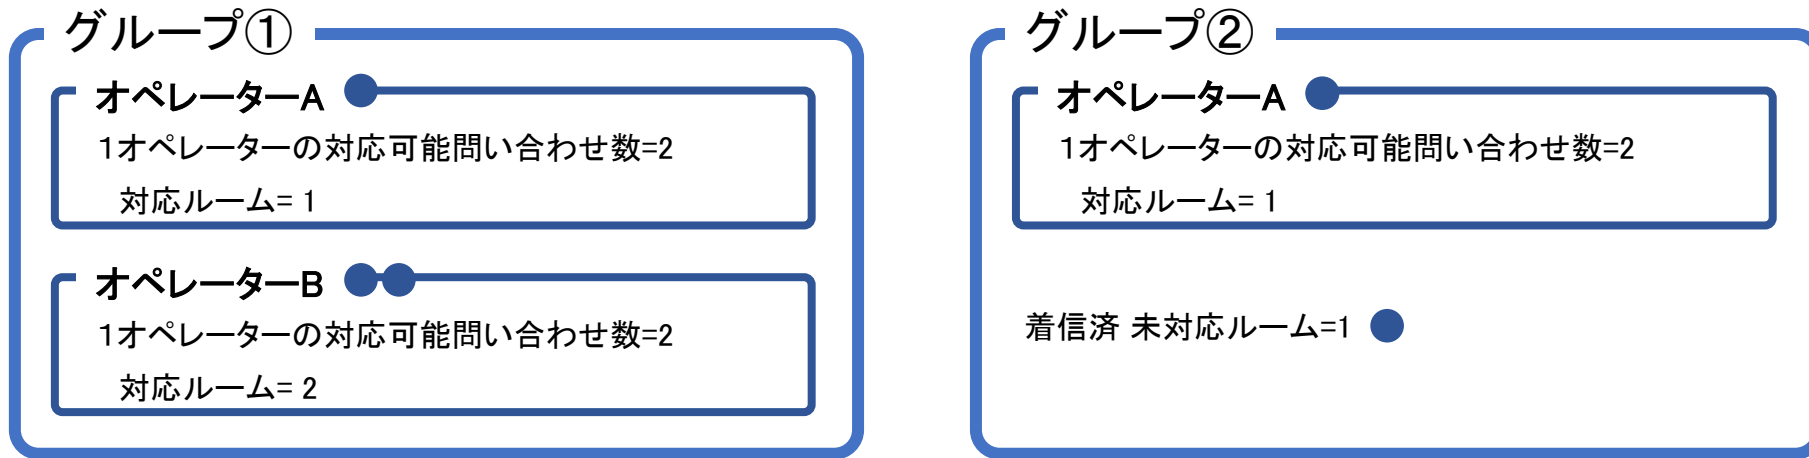 グループ①
オペレーターA
1オペレーターの対応可能問い合わせ数=2
対応ルーム= 1
オペレーターB
1オペレーターの対応可能問い合わせ数=2
対応ルーム= 2
グループ②
オペレーターA
1オペレーターの対応可能問い合わせ数=2
対応ルーム= 1
着信済 未対応ルーム=1